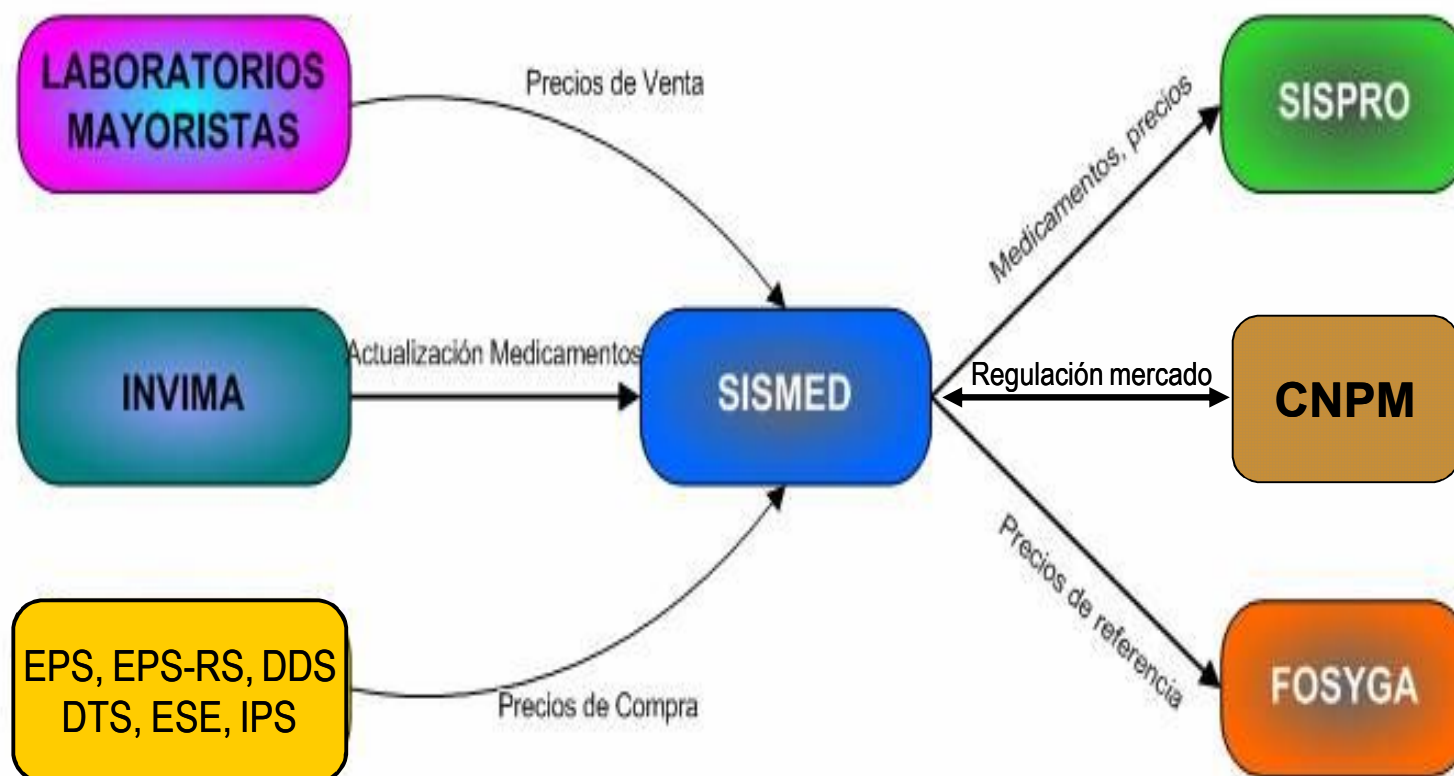 LABORATORIOS
MAYORISTAS
Precios de Venta
Medicamentos, precios
SISPRO
INVIMA
Actualización Medicamentos
SISMED
Regulación mercado
CNPM
EPS, EPS-RS, DDS
DTS, ESE, IPS
Precios de Compra
Precios de referencia
FOSYGA